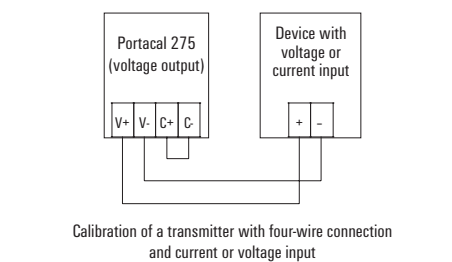 Portacal 275
(voltage output)
Device with
voltage or
current input
V+ V- C+ C-
+ –
Calibration of a transmitter with four-wire connection
and current or voltage input